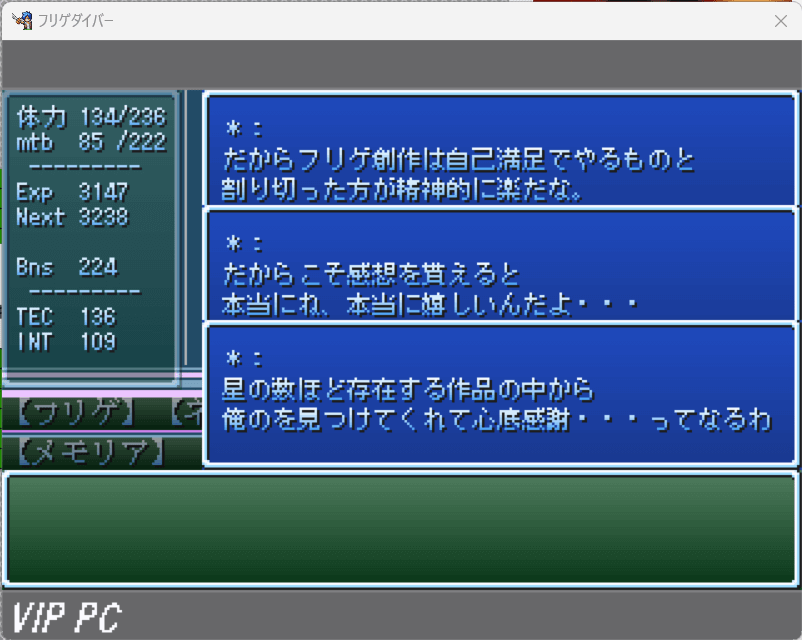 フリゲダイバー
体力 134/236
mtb 85 /222
---------
Exp 3147
Next 3238
Bns 224
---------
TEC 136
INT 109
【フリゲ】 【ネ
【メモリア】
＊：
だからフリゲ創作は自己満足でやるものと
割り切った方が精神的に楽だな。
＊：
だからこそ感想を貰えると
本当にね、本当に嬉しいんだよ・・・
＊：
星の数ほど存在する作品の中から
俺のを見つけてくれて心底感謝・・・ってなるわ
VIP PC